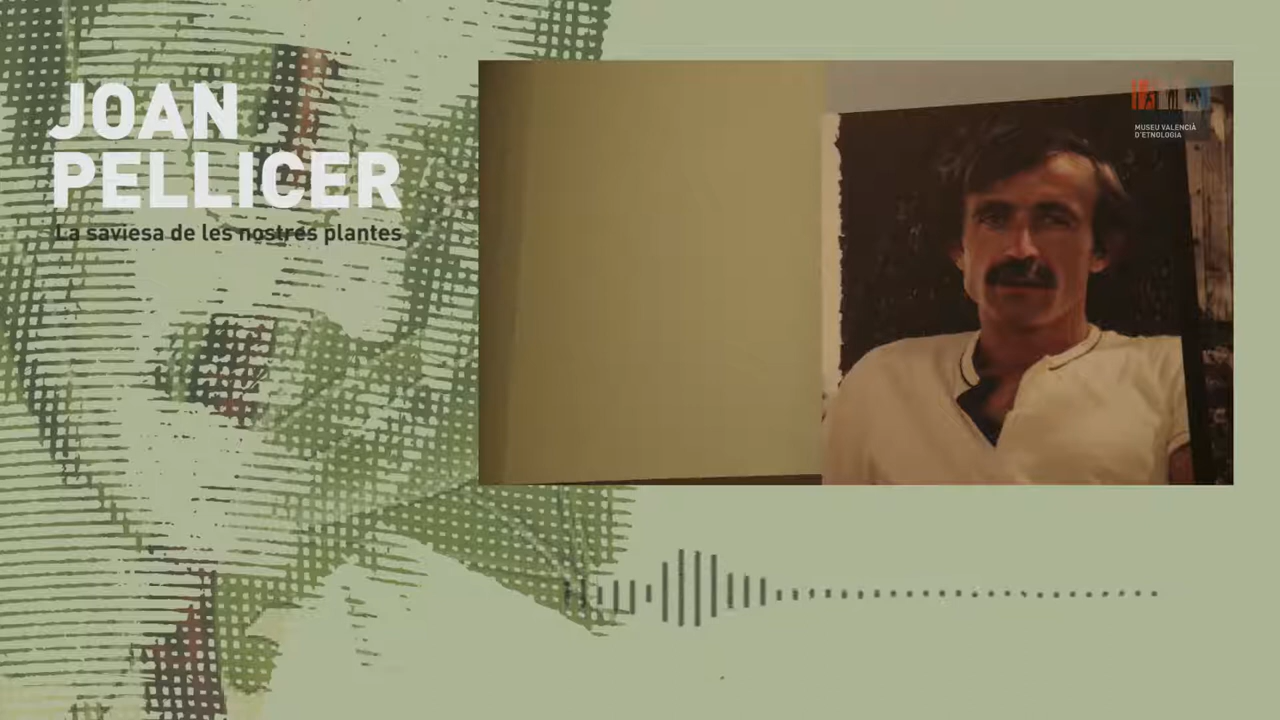 JOAN
PELLICER
La saviesa de les nostres plantes
MUSEU VALENCIÀ
D'ETNOLOGIA